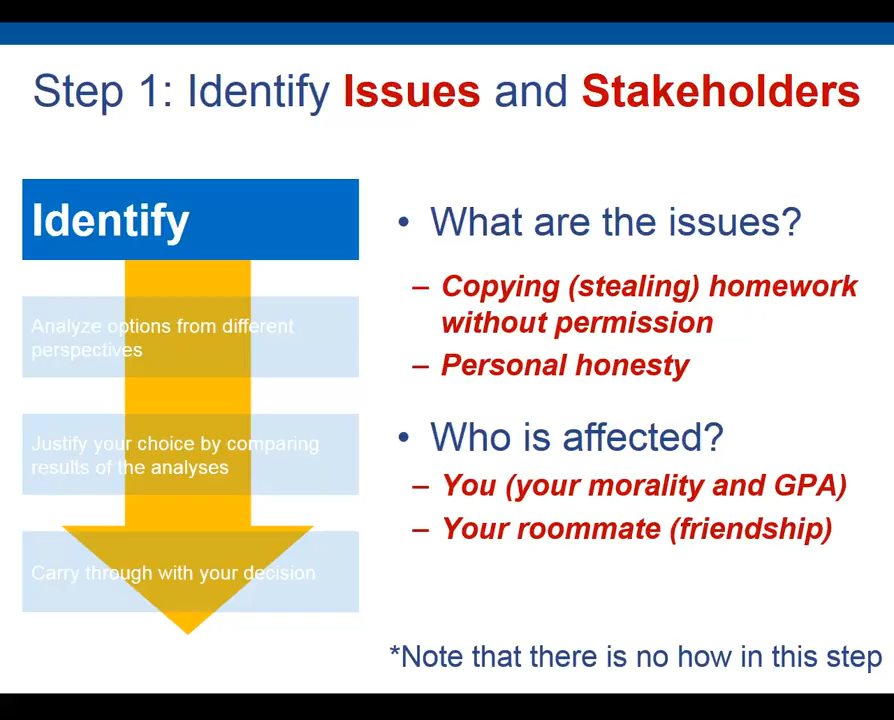 Step 1: Identify Issues and Stakeholders
Identify
Analyze options from different
perspectives
Justify your choice by comparing
results of the analyses
Carry through with your decision
• What are the issues?
– Copying (stealing) homework
without permission
– Personal honesty
• Who is affected?
– You (your morality and GPA)
– Your roommate (friendship)
*Note that there is no how in this step